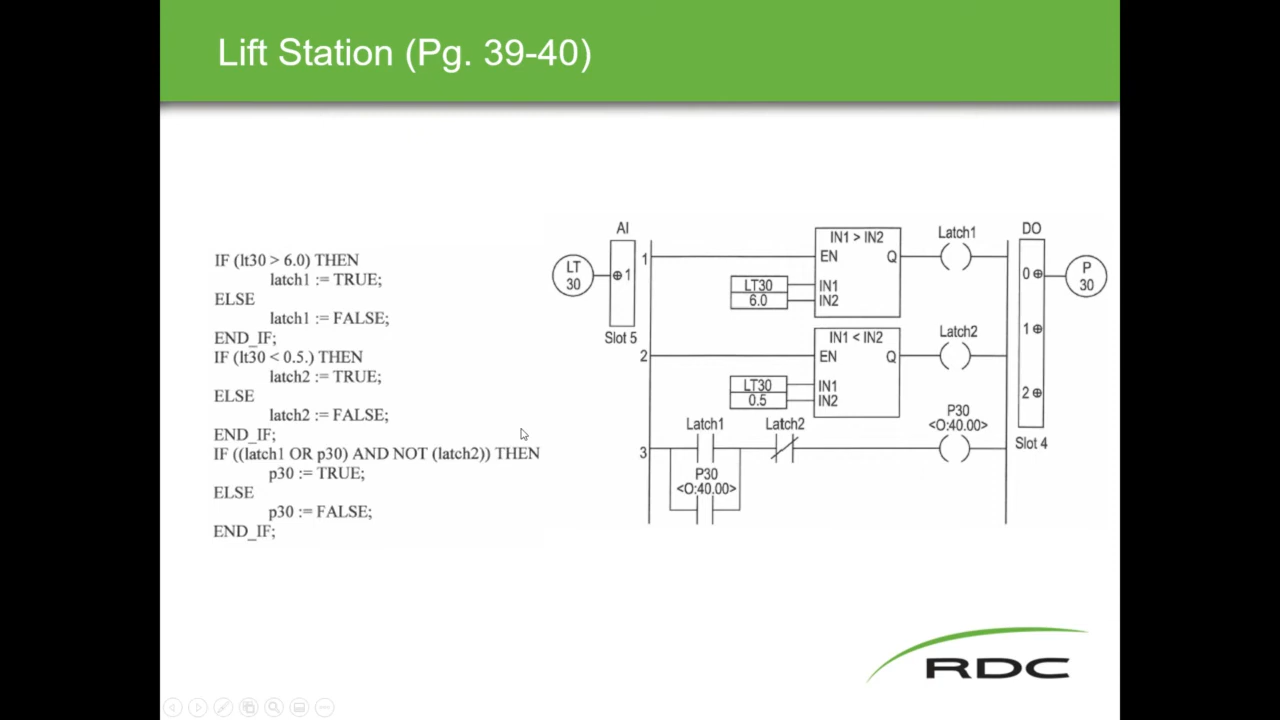 Lift Station (Pg. 39-40)
IF (lt30 > 6.0) THEN
latch1 := TRUE;
ELSE
latch1 := FALSE;
END_IF;
IF (lt30 < 0.5.) THEN
latch2 := TRUE;
ELSE
latch2 := FALSE;
END_IF;
IF ((latch1 OR p30) AND NOT (latch2)) THEN
p30 := TRUE;
ELSE
p30 := FALSE;
END_IF;
LT
30
AI
1
Slot 5
1
IN1 > IN2
EN Q
LT30 IN1
6.0 IN2
Latch1
2
IN1 < IN2
EN Q
LT30 IN1
0.5 IN2
Latch2
3
Latch1
Latch2
P30
<O:40.00>
P30
<O:40.00>
DO
0
1
2
Slot 4
P
30
RDC